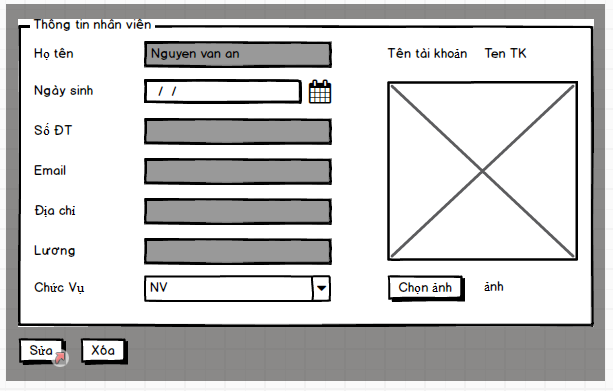 Thông tin nhân viên
Họ tên Nguyen van an Tên tài khoản Ten TK
Ngày sinh / /
Số ĐT
Email
Địa chỉ
Lương
Chức Vụ NV Chọn ảnh ảnh
Sửa Xóa